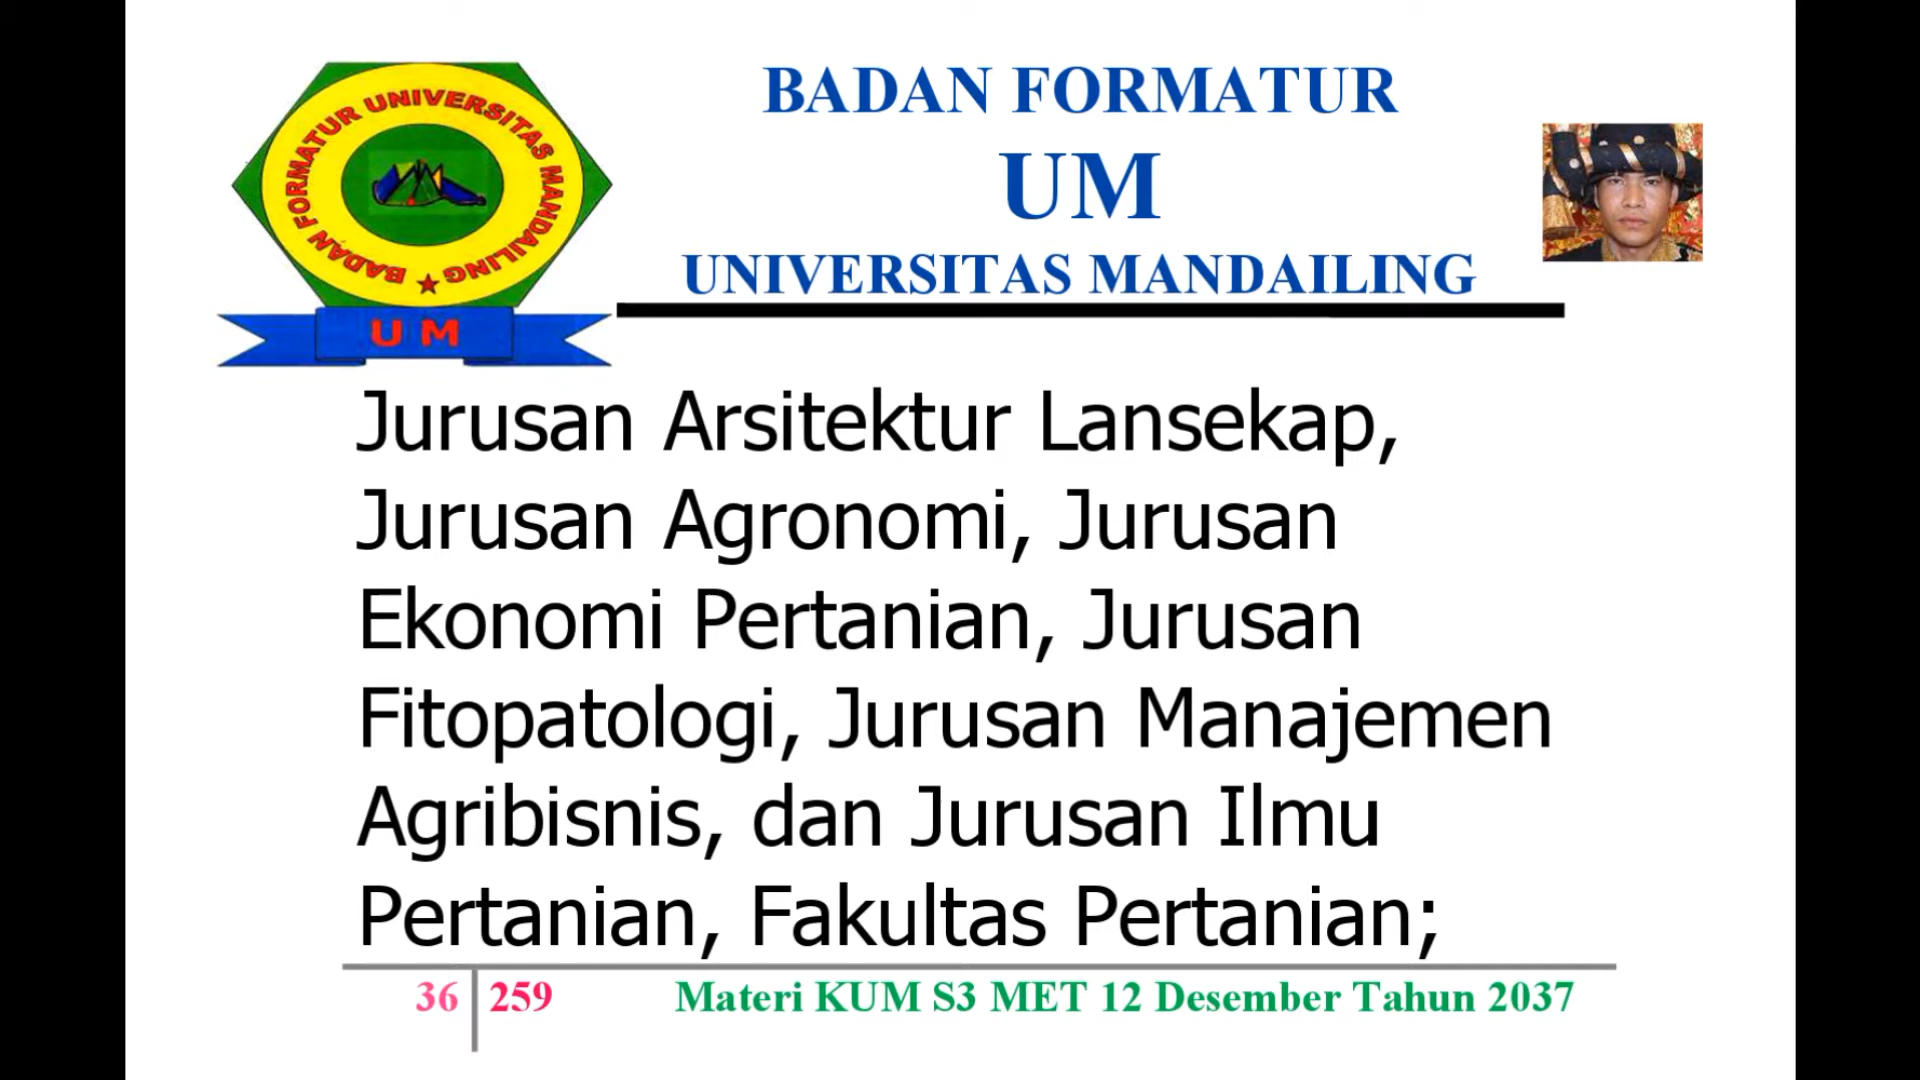 BADAN FORMATUR UNIVERSITAS MANDAILING
U M
BADAN FORMATUR
UM
UNIVERSITAS MANDAILING
Jurusan Arsitektur Lansekap,
Jurusan Agronomi, Jurusan
Ekonomi Pertanian, Jurusan
Fitopatologi, Jurusan Manajemen
Agribisnis, dan Jurusan Ilmu
Pertanian, Fakultas Pertanian;
36 259 Materi KUM S3 MET 12 Desember Tahun 2037